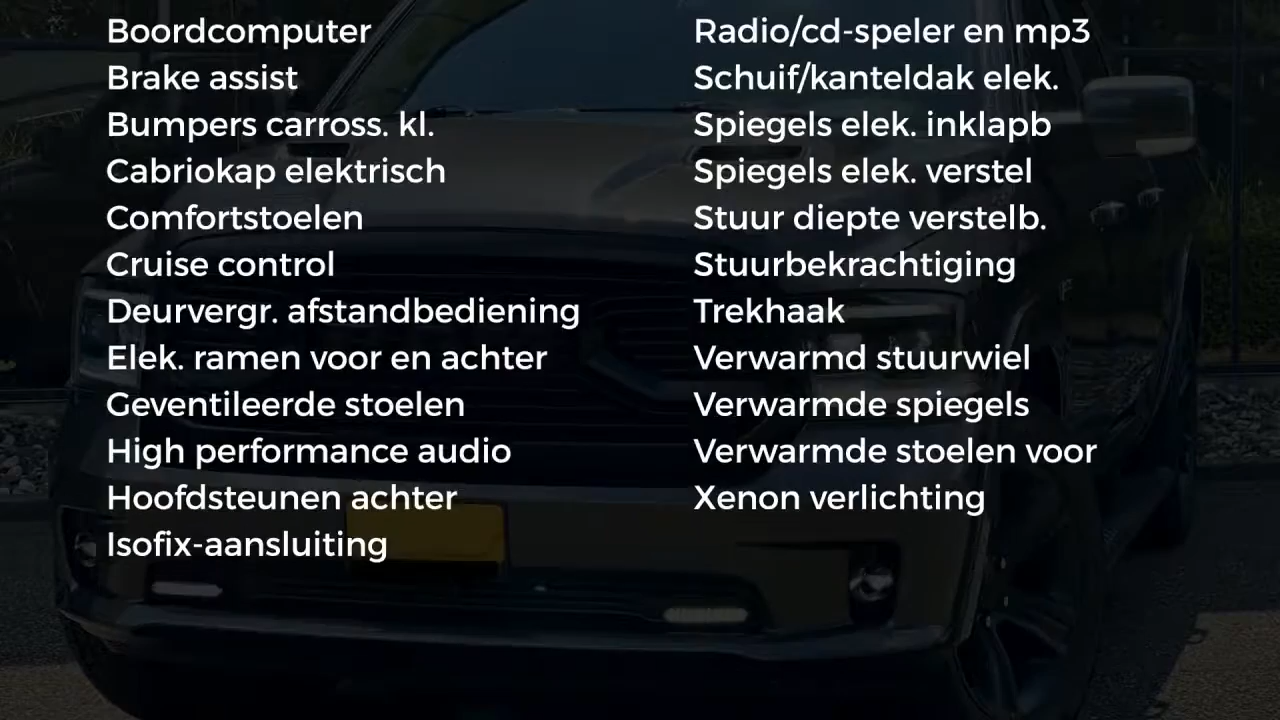 Boordcomputer
Brake assist
Bumpers carross. kl.
Cabriokap elektrisch
Comfortstoelen
Cruise control
Deurvergr. afstandbediening
Elek. ramen voor en achter
Geventileerde stoelen
High performance audio
Hoofdsteunen achter
Isofix-aansluiting
Radio/cd-speler en mp3
Schuif/kanteldak elek.
Spiegels elek. inklapb
Spiegels elek. verstel
Stuur diepte verstelb.
Stuurbekrachtiging
Trekhaak
Verwarmd stuurwiel
Verwarmde spiegels
Verwarmde stoelen voor
Xenon verlichting